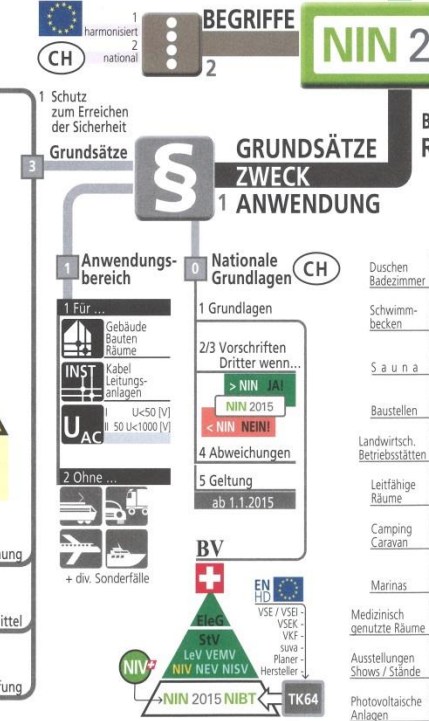 1
harmonisiert
2
national
CH
BEGRIFFE
2
NIN 2
1 Schutz
zum Erreichen
der Sicherheit
Grundsätze
3
§
GRUNDSÄTZE
ZWECK
1 ANWENDUNG
B
R
1 Anwendungs-
bereich
0 Nationale
Grundlagen
CH
1 Für ...
Gebäude
Bauten
Räume
INST
Kabel
Leitungs-
anlagen
UAC
I U<50 [V]
II 50 U<1000 [V]
2 Ohne ...
+ div. Sonderfälle
1 Grundlagen
2/3 Vorschriften
Dritter wenn...
> NIN JA!
NIN 2015
< NIN NEIN!
4 Abweichungen
5 Geltung
ab 1.1.2015
Duschen
Badezimmer
Schwimm-
becken
Sauna
Baustellen
Landwirtsch.
Betriebsstätten
Leitfähige
Räume
Camping
Caravan
Marinas
Medizinisch
genutzte Räume
Ausstellungen
Shows / Stände
Photovoltaische
Anlagen
ung
ittel
fung
BV
EleG
StV
LeV VEMV
NIV NEV NISV
NIV
NIN 2015 NIBT
EN
HD
VSE / VSEI -
VSEK -
VKF -
suva -
Planer -
Hersteller -
TK64